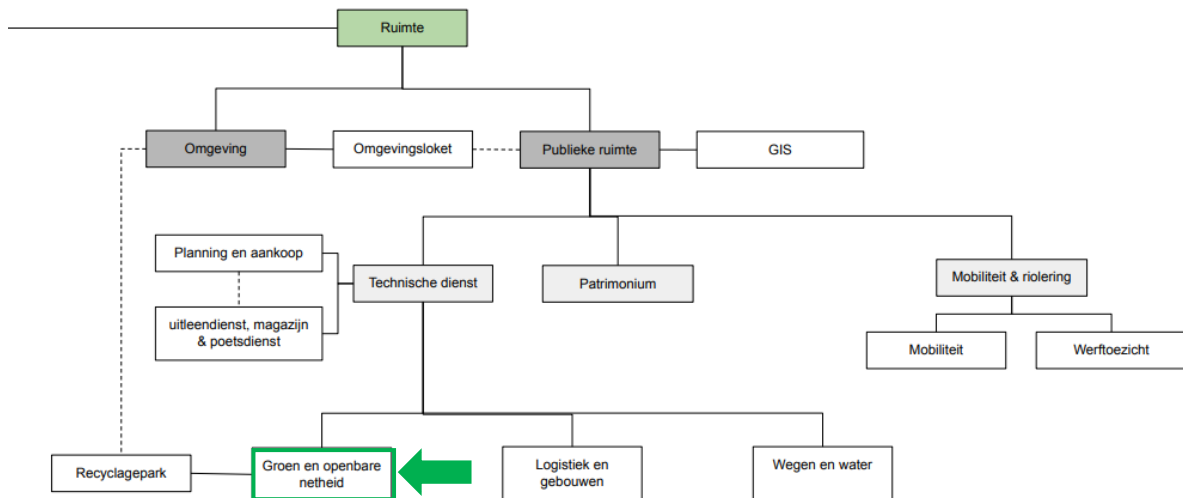 Ruimte
Omgeving
Omgevingsloket
Publieke ruimte
GIS
Planning en aankoop
Technische dienst
Patrimonium
Mobiliteit & riolering
uitleendienst, magazijn
& poetsdienst
Mobiliteit
Werftoezicht
Recyclagepark
Groen en openbare
netheid
Logistiek en
gebouwen
Wegen en water